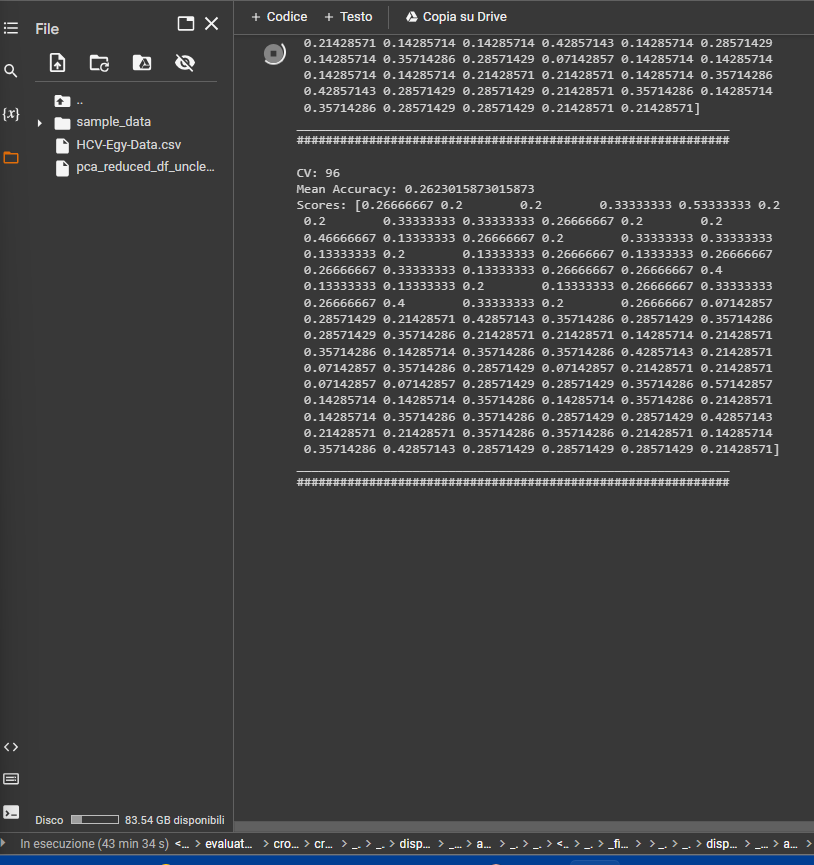 File
+ Codice + Testo Copia su Drive
{x}
..
sample_data
HCV-Egy-Data.csv
pca_reduced_df_uncle...
0.21428571 0.14285714 0.14285714 0.42857143 0.14285714 0.28571429
0.14285714 0.35714286 0.28571429 0.07142857 0.14285714 0.14285714
0.14285714 0.14285714 0.21428571 0.21428571 0.14285714 0.35714286
0.42857143 0.28571429 0.28571429 0.21428571 0.35714286 0.14285714
0.35714286 0.28571429 0.28571429 0.21428571 0.21428571]
____________________________________________________________
############################################################
CV: 96
Mean Accuracy: 0.2623015873015873
Scores: [0.26666667 0.2 0.2 0.33333333 0.53333333 0.2
0.2 0.33333333 0.33333333 0.26666667 0.2 0.2
0.46666667 0.13333333 0.26666667 0.2 0.33333333 0.33333333
0.13333333 0.2 0.13333333 0.26666667 0.13333333 0.26666667
0.26666667 0.33333333 0.13333333 0.26666667 0.26666667 0.4
0.13333333 0.13333333 0.2 0.13333333 0.26666667 0.33333333
0.26666667 0.4 0.33333333 0.2 0.26666667 0.07142857
0.28571429 0.21428571 0.42857143 0.35714286 0.28571429 0.35714286
0.28571429 0.35714286 0.21428571 0.21428571 0.14285714 0.21428571
0.35714286 0.14285714 0.35714286 0.35714286 0.42857143 0.21428571
0.07142857 0.35714286 0.28571429 0.07142857 0.21428571 0.21428571
0.07142857 0.07142857 0.28571429 0.28571429 0.35714286 0.57142857
0.14285714 0.14285714 0.35714286 0.14285714 0.35714286 0.21428571
0.14285714 0.35714286 0.35714286 0.28571429 0.28571429 0.42857143
0.21428571 0.21428571 0.35714286 0.35714286 0.21428571 0.14285714
0.35714286 0.42857143 0.28571429 0.28571429 0.28571429 0.21428571]
____________________________________________________________
############################################################
Disco 83.54 GB disponibili
In esecuzione (43 min 34 s) <... > evaluat... > cro... > cr... > _. > _. > disp... > _... > a... > _. > _. > <.. > _. > _fi... > > _. > _. > disp... > _... > a... >